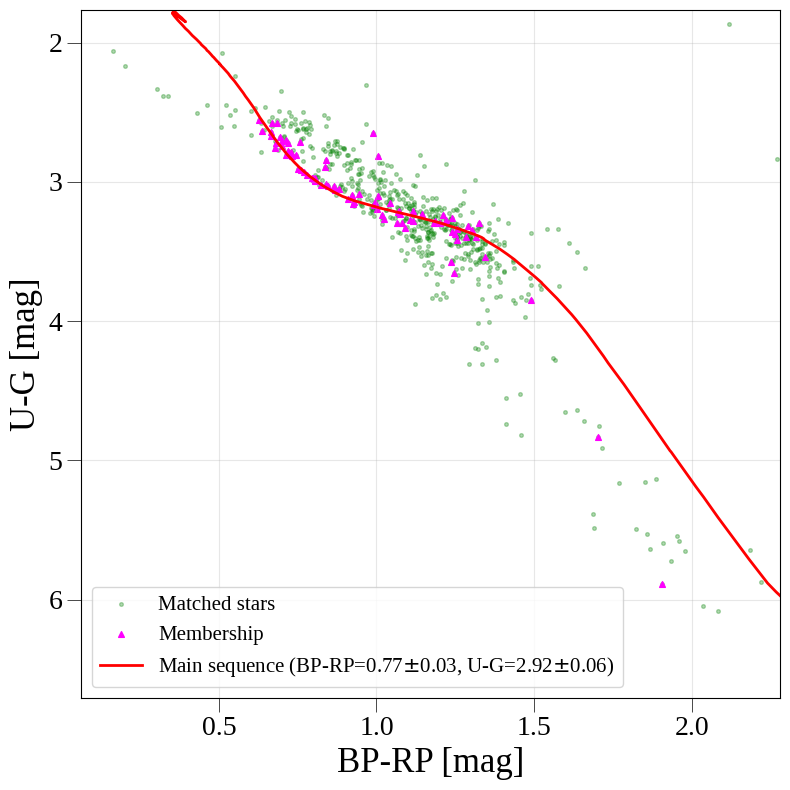 2
3
4
5
6
U-G [mag]
Matched stars
Membership
Main sequence (BP-RP=0.77±0.03, U-G=2.92±0.06)
0.5 1.0 1.5 2.0
BP-RP [mag]